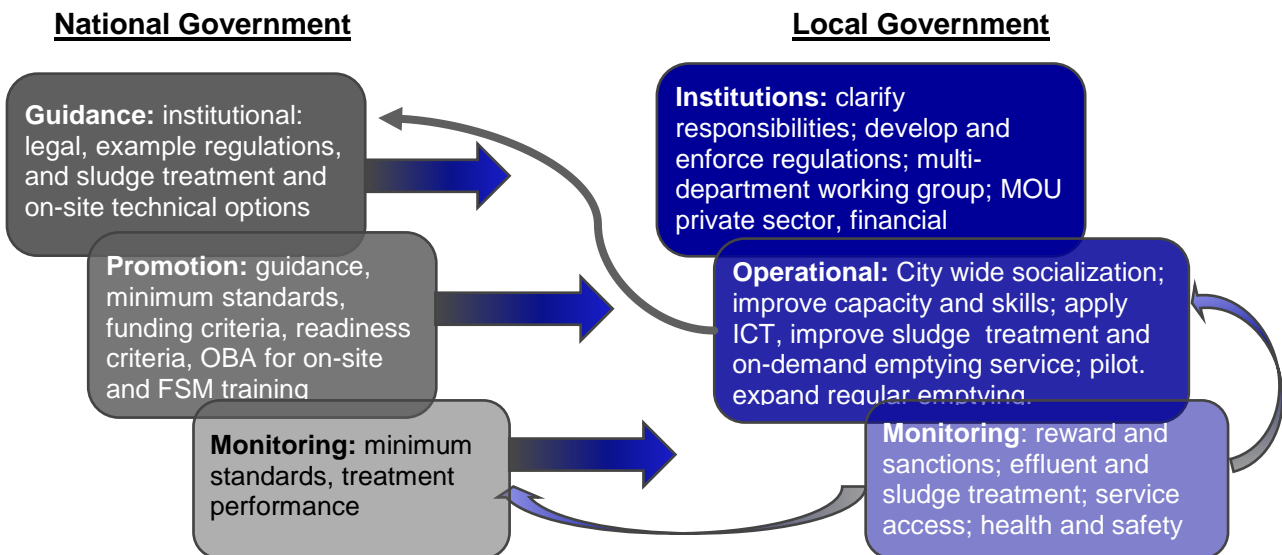 National Government
Guidance: institutional:
legal, example regulations,
and sludge treatment and
on-site technical options
Promotion: guidance,
minimum standards,
funding criteria, readiness
criteria, OBA for on-site
and FSM training
Monitoring: minimum
standards, treatment
performance
Local Government
Institutions: clarify
responsibilities; develop and
enforce regulations; multi-
department working group; MOU
private sector, financial
Operational: City wide socialization;
improve capacity and skills; apply
ICT, improve sludge treatment and
on-demand emptying service; pilot.
expand regular emptying.
Monitoring: reward and
sanctions; effluent and
sludge treatment; service
access; health and safety